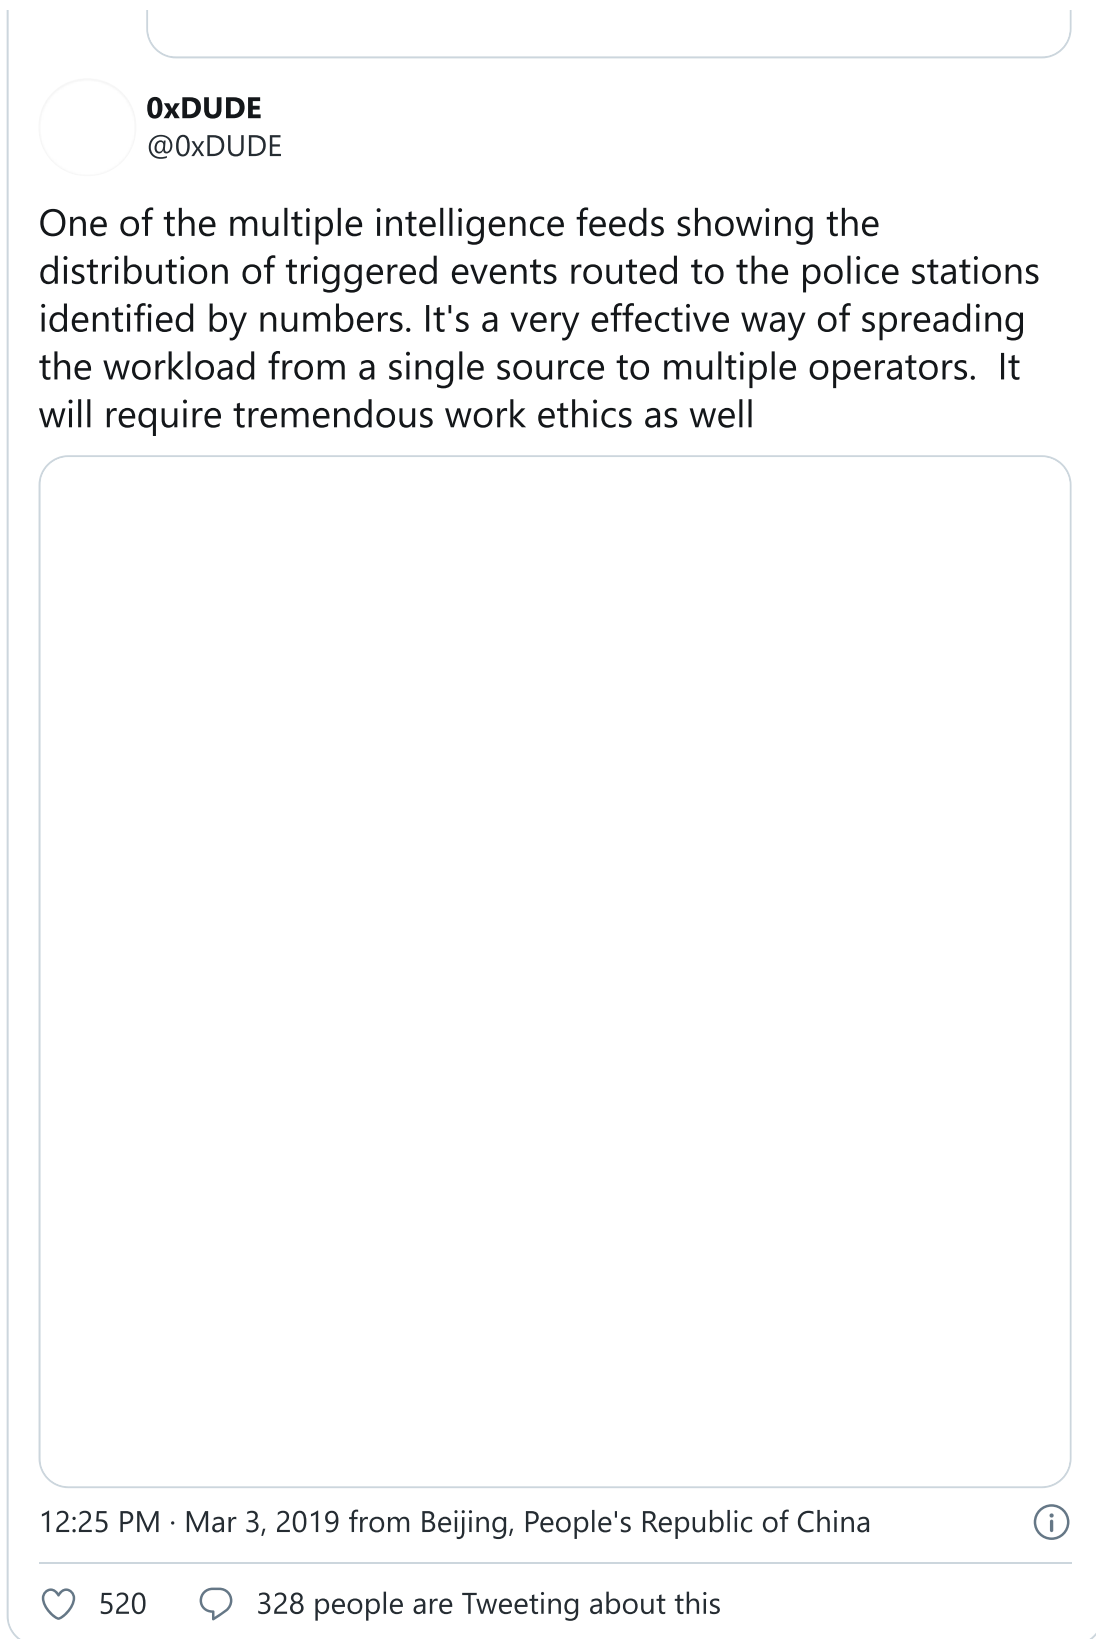 0xDUDE
@0xDUDE
One of the multiple intelligence feeds showing the
distribution of triggered events routed to the police stations
identified by numbers. It's a very effective way of spreading
the workload from a single source to multiple operators.  It
will require tremendous work ethics as well
12:25 PM · Mar 3, 2019 from Beijing, People's Republic of China
520
328 people are Tweeting about this